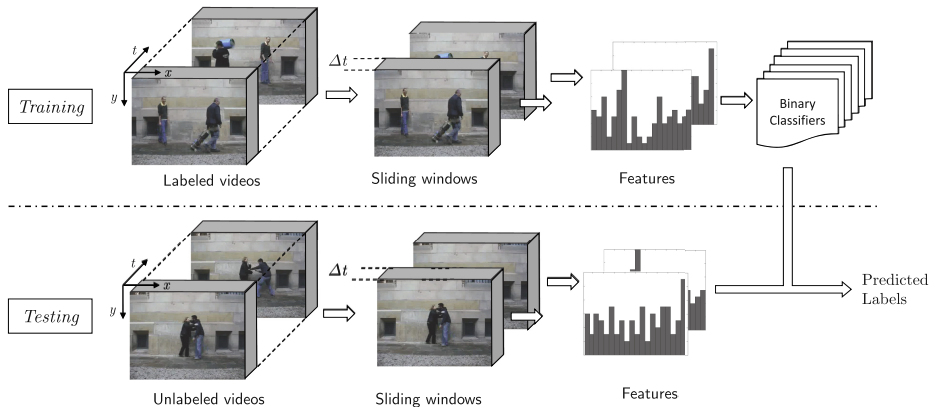 Training
t
x
y
Δt
Binary
Classifiers
Labeled videos
Sliding windows
Features
Testing
t
x
y
Δt
Predicted
Labels
Unlabeled videos
Sliding windows
Features